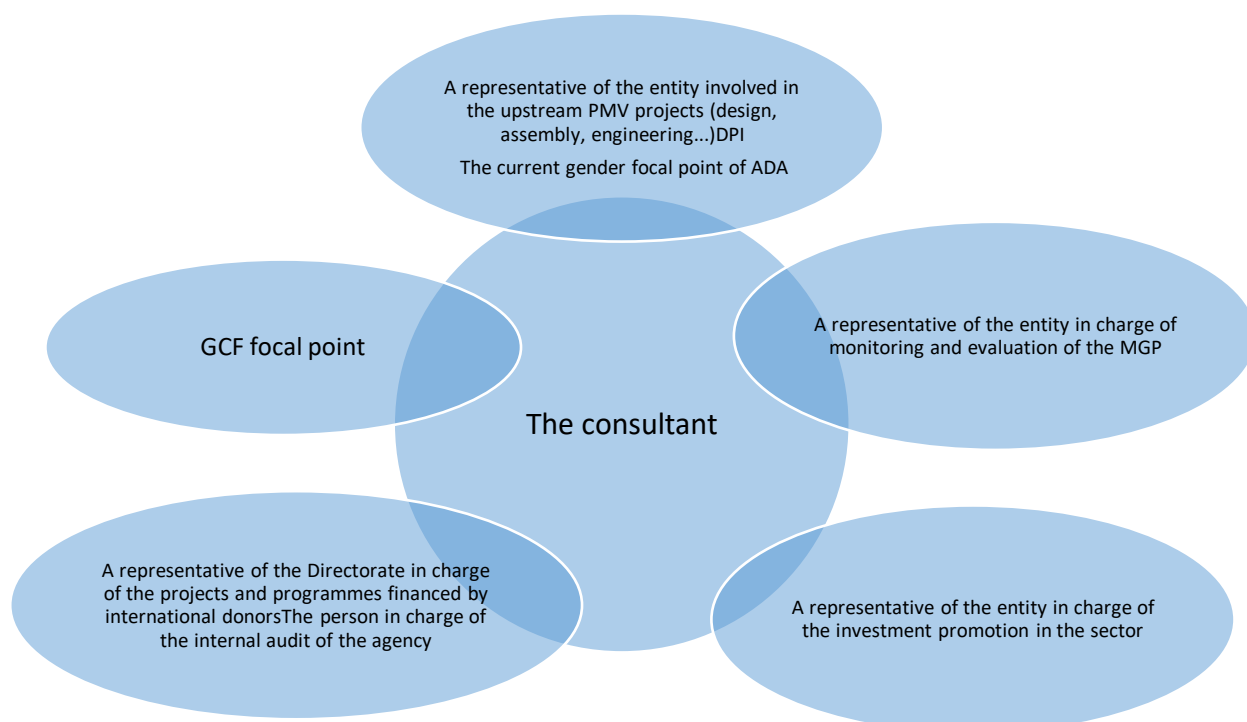 A representative of the entity involved in
the upstream PMV projects (design,
assembly, engineering...)DPI
The current gender focal point of ADA
GCF focal point
A representative of the entity in charge of
monitoring and evaluation of the MGP
The consultant
A representative of the Directorate in charge
of the projects and programmes financed by
international donorsThe person in charge of
the internal audit of the agency
A representative of the entity in charge of
the investment promotion in the sector